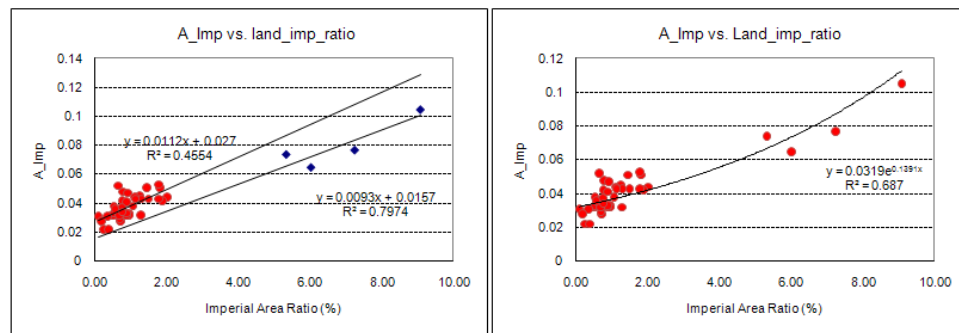 A_Imp vs. land_imp_ratio
0.14
0.12
0.1
0.08
0.06
0.04
0.02
0
A_Imp
y = 0.0112x + 0.027
R² = 0.4554
y = 0.0093x + 0.0157
R² = 0.7974
0.00 2.00 4.00 6.00 8.00 10.00
Imperial Area Ratio (%)
A_Imp vs. Land_imp_ratio
0.12
0.1
0.08
0.06
0.04
0.02
0
A_Imp
y = 0.0319e^0.1391x
R² = 0.687
0.00 2.00 4.00 6.00 8.00 10.00
Imperial Area Ratio (%)